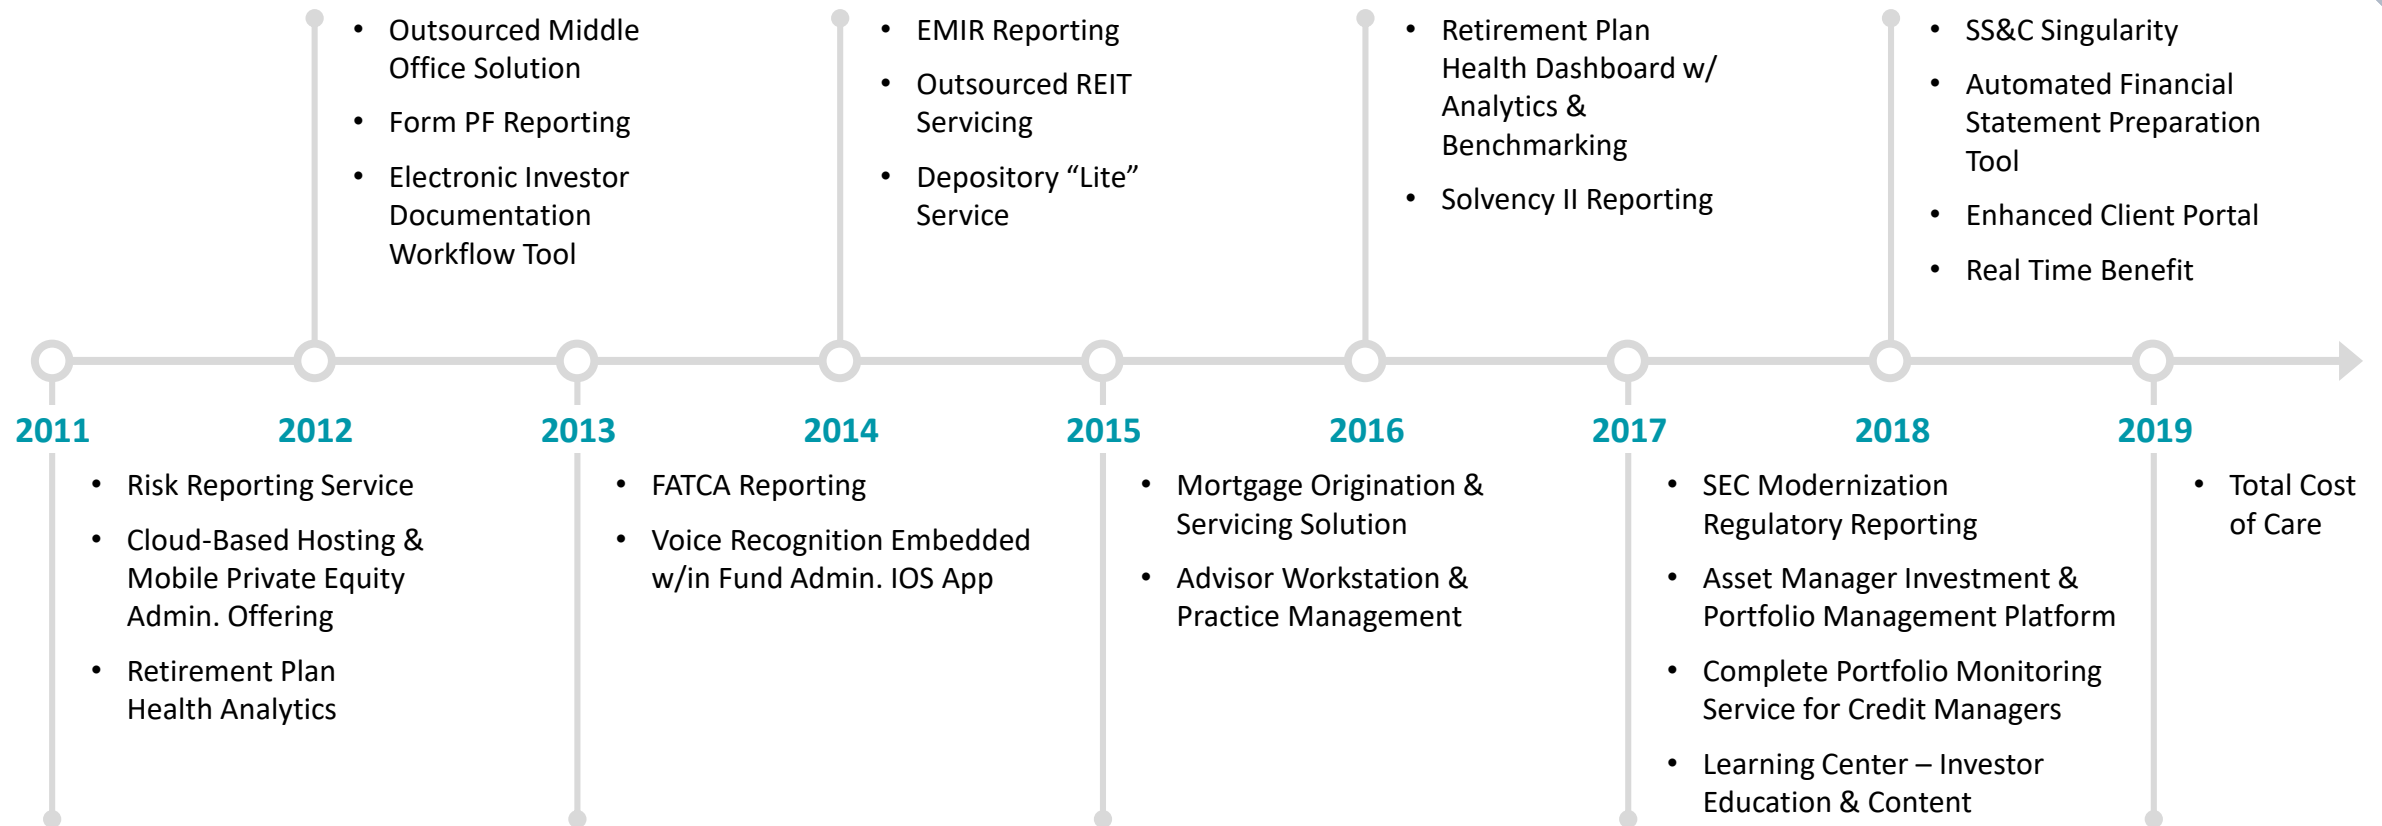 • Outsourced Middle
Office Solution
• Form PF Reporting
• Electronic Investor
Documentation
Workflow Tool
• EMIR Reporting
• Outsourced REIT
Servicing
• Depository “Lite”
Service
• Retirement Plan
Health Dashboard w/
Analytics &
Benchmarking
• Solvency II Reporting
• SS&C Singularity
• Automated Financial
Statement Preparation
Tool
• Enhanced Client Portal
• Real Time Benefit
2011
2012
2013
2014
2015
2016
2017
2018
2019
• Risk Reporting Service
• Cloud-Based Hosting &
Mobile Private Equity
Admin. Offering
• Retirement Plan
Health Analytics
• FATCA Reporting
• Voice Recognition Embedded
w/in Fund Admin. IOS App
• Mortgage Origination &
Servicing Solution
• Advisor Workstation &
Practice Management
• SEC Modernization
Regulatory Reporting
• Asset Manager Investment &
Portfolio Management Platform
• Complete Portfolio Monitoring
Service for Credit Managers
• Learning Center – Investor
Education & Content
• Total Cost
of Care